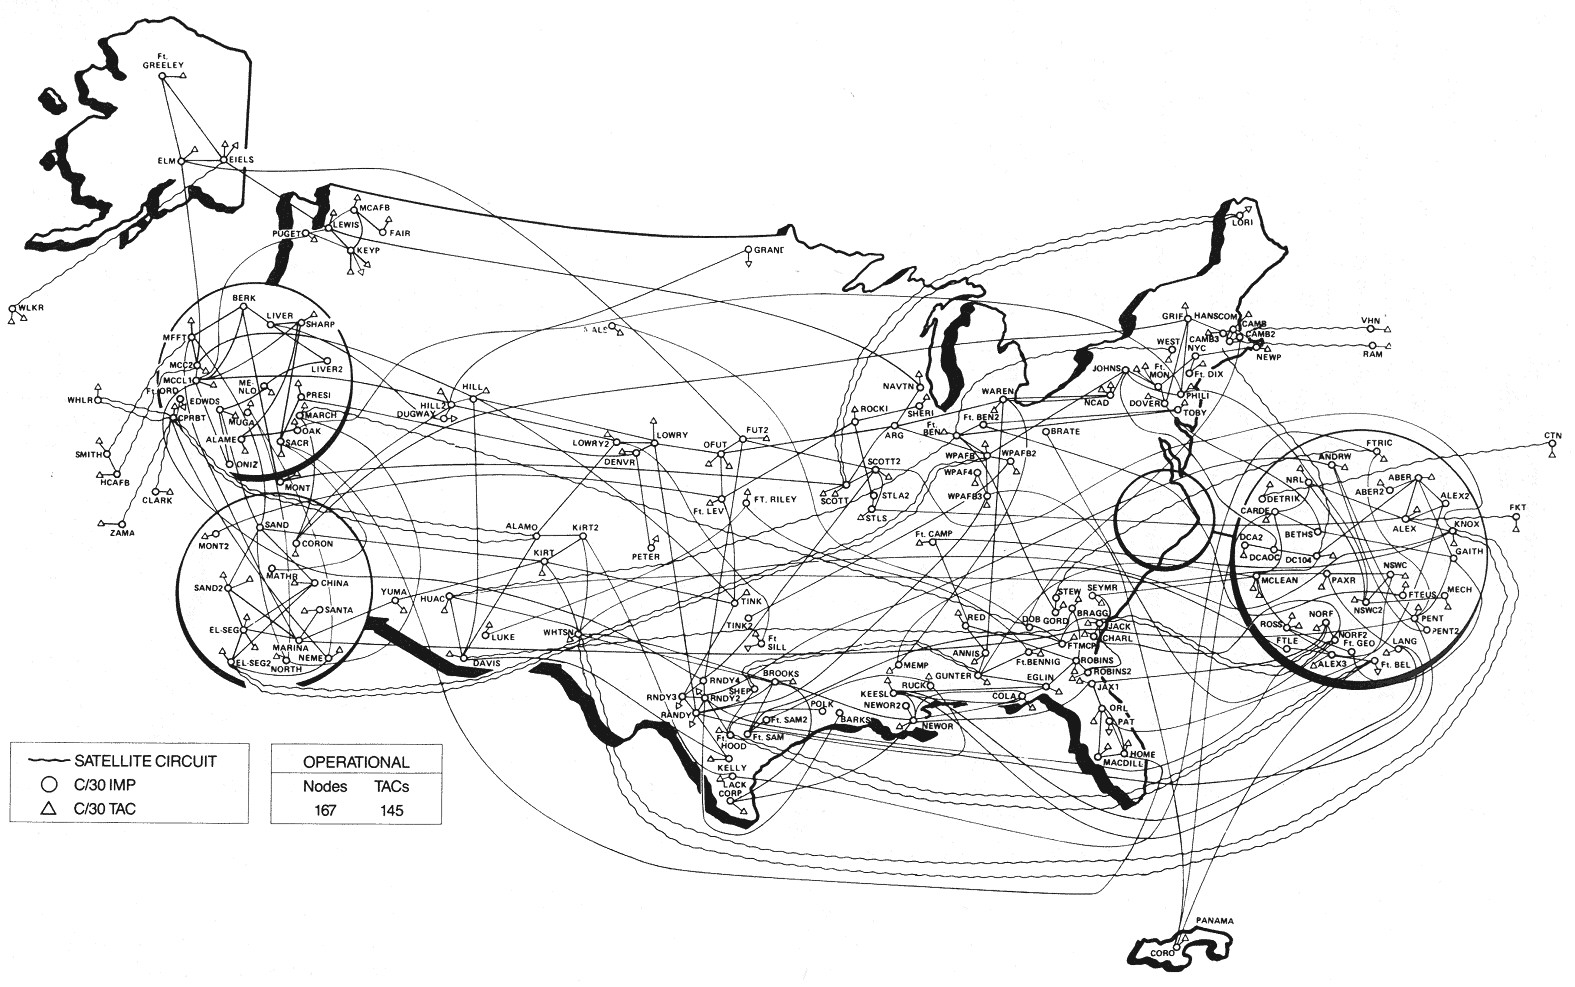 Ft.
GREELEY
ELM
EIELS
MCAFB
LEWIS
PUGET
FAIR
KEYP
GRAND
LORI
WLKR
BERK
LIVER
SHARP
MFFT
LIVER2
MCC2
MCCL1
ME.
NLO
Ft.ORD
EDWDS
PRESI
WHLR
CPRBT
MUGA
MARCH
OAK
ALAME
SACR
ONIZ
MONT
SMITH
HCAFB
CLARK
ZAMA
HILL
HILL2
DUGWAY
LOWRY2
LOWRY
DENVR
OFUT
FUT2
Ft. LEV
FT. RILEY
ROCKI
NAVTN
SHERI
ARG
SCOTT2
SCOTT
STLA2
STLS
WAREN
Ft. BEN2
Ft.
BEN
WPAFB
WPAFB2
WPAFB4
WPAFB3
BRATE
JOHNS
NCAD
WEST
Ft.
MON
NYC
Ft. DIX
DOVER
PHILI
TOBY
GRIF
HANSCOM
CAMB
CAMB2
CAMB3
NEWP
VHN
RAM
CTN
FKT
FTRIC
ANDRW
NRL
DETRIK
ABER
ABER2
ALEX2
CARDE
ALEX
KNOX
BETHS
DCA2
DCAOC
DC104
GAITH
MCLEAN
PAXR
NSWC
FTEUS
MECH
NSWC2
NORF
ROSS
PENT
PENT2
NORF2
FTLE
Ft. GEO
LANG
ALEX3
Ft. BEL
SAND
MONT2
CORON
MATHR
CHINA
SAND2
SANTA
EL-SEG
MARINA
EL-SEG2
NORTH
NEME
ALAMO
KIRT2
KIRT
PETER
YUMA
HUAC
LUKE
WHTSN
DAVIS
TINK
TINK2
Ft
SILL
Ft. CAMP
RED
ANNIS
MEMP
GUNTER
STEW
SEYMR
DOB
GORD
BRAGG
JACK
CHARL
FTMCP
Ft.BENNIG
ROBINS
ROBINS2
JAX1
EGLIN
COLA
RUCK
KEESL
NEWOR2
NEWOR
ORL
PAT
HOME
MACDILL
RNDY4
BROOKS
RNDY3
SHEP
RNDY2
RANDY
POLK
BARKS
Ft. SAM2
Ft. SAM
Ft.
HOOD
KELLY
LACK
CORP
SATELLITE CIRCUIT
C/30 IMP
C/30 TAC
OPERATIONAL
Nodes TACs
167 145
PANAMA
CORO